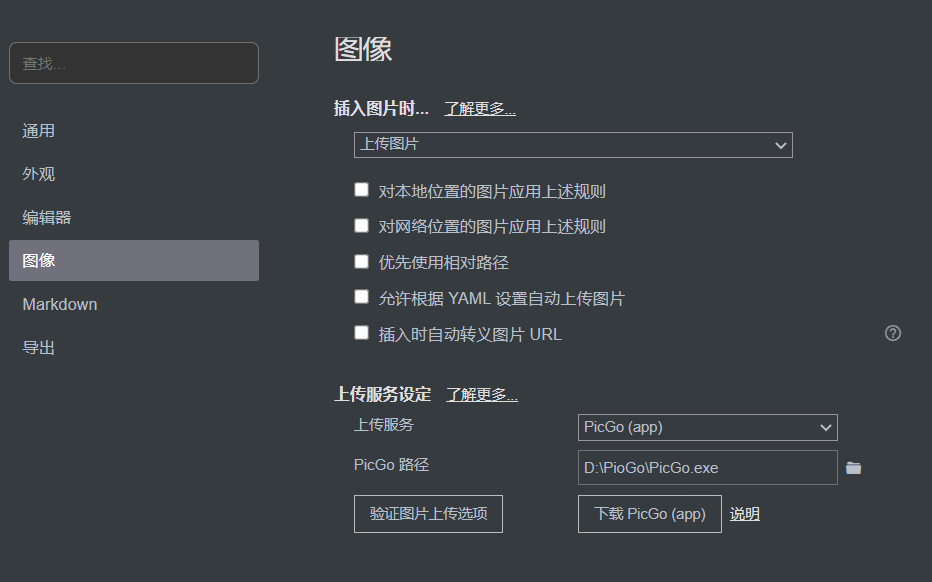 图像
查找...
插入图片时... 了解更多...
上传图片
通用
对本地位置的图片应用上述规则
外观
对网络位置的图片应用上述规则
编辑器
图像
优先使用相对路径
Markdown
允许根据 YAML 设置自动上传图片
导出
插入时自动转义图片 URL
?
上传服务设定 了解更多...
上传服务 PicGo (app)
PicGo 路径 D:\PioGo\PicGo.exe
验证图片上传选项 下载 PicGo (app) 说明